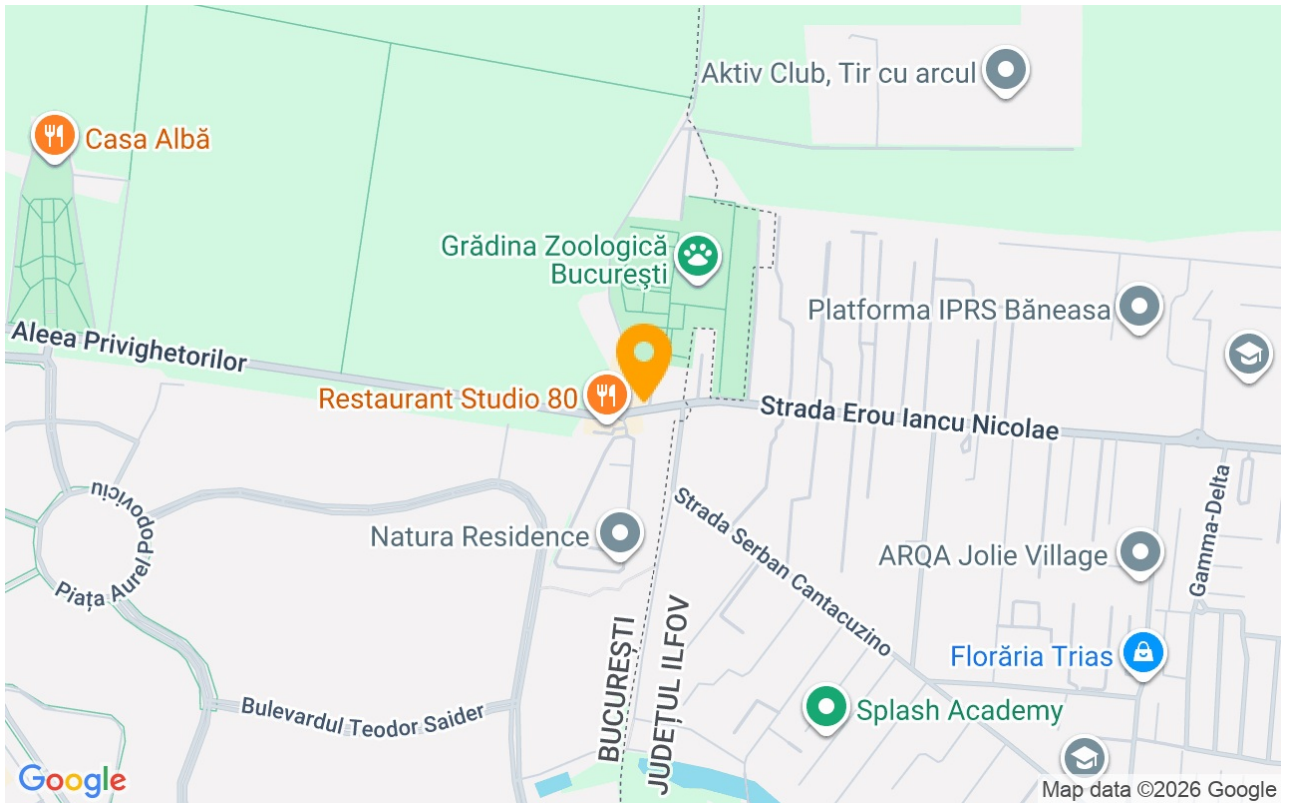 Aktiv Club, Tir cu arcul
Casa Albă
Grădina Zoologică
București
Platforma IPRS Băneasa
Aleea Privighetorilor
Restaurant Studio 80
Strada Erou Iancu Nicolae
Piața Aurel Popoviciu
Natura Residence
Strada Serban Cantacuzino
ARQA Jolie Village
Gamma-Delta
BUCUREȘTI
JUDEȚUL ILFOV
Florăria Trias
Bulevardul Teodor Saider
Splash Academy
Google
Map data ©2026 Google